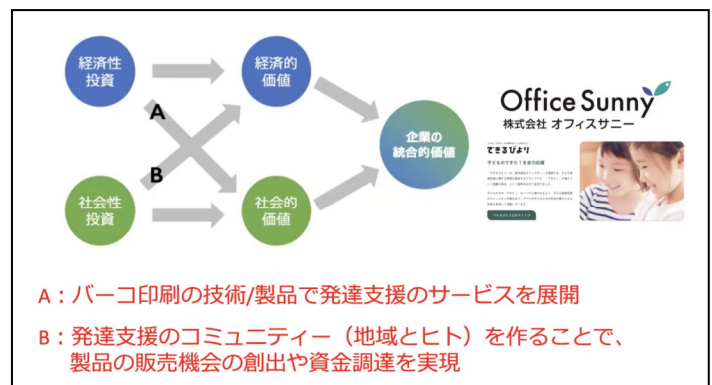 経済性
投資
経済的
価値
A
B
社会性
投資
社会的
価値
企業の
統合的価値
Office Sunny
株式会社 オフィスサニー
できるびより
子どものできた！を全力応援
A：バーコ印刷の技術/製品で発達支援のサービスを展開
B：発達支援のコミュニティー（地域とヒト）を作ることで、
製品の販売機会の創出や資金調達を実現